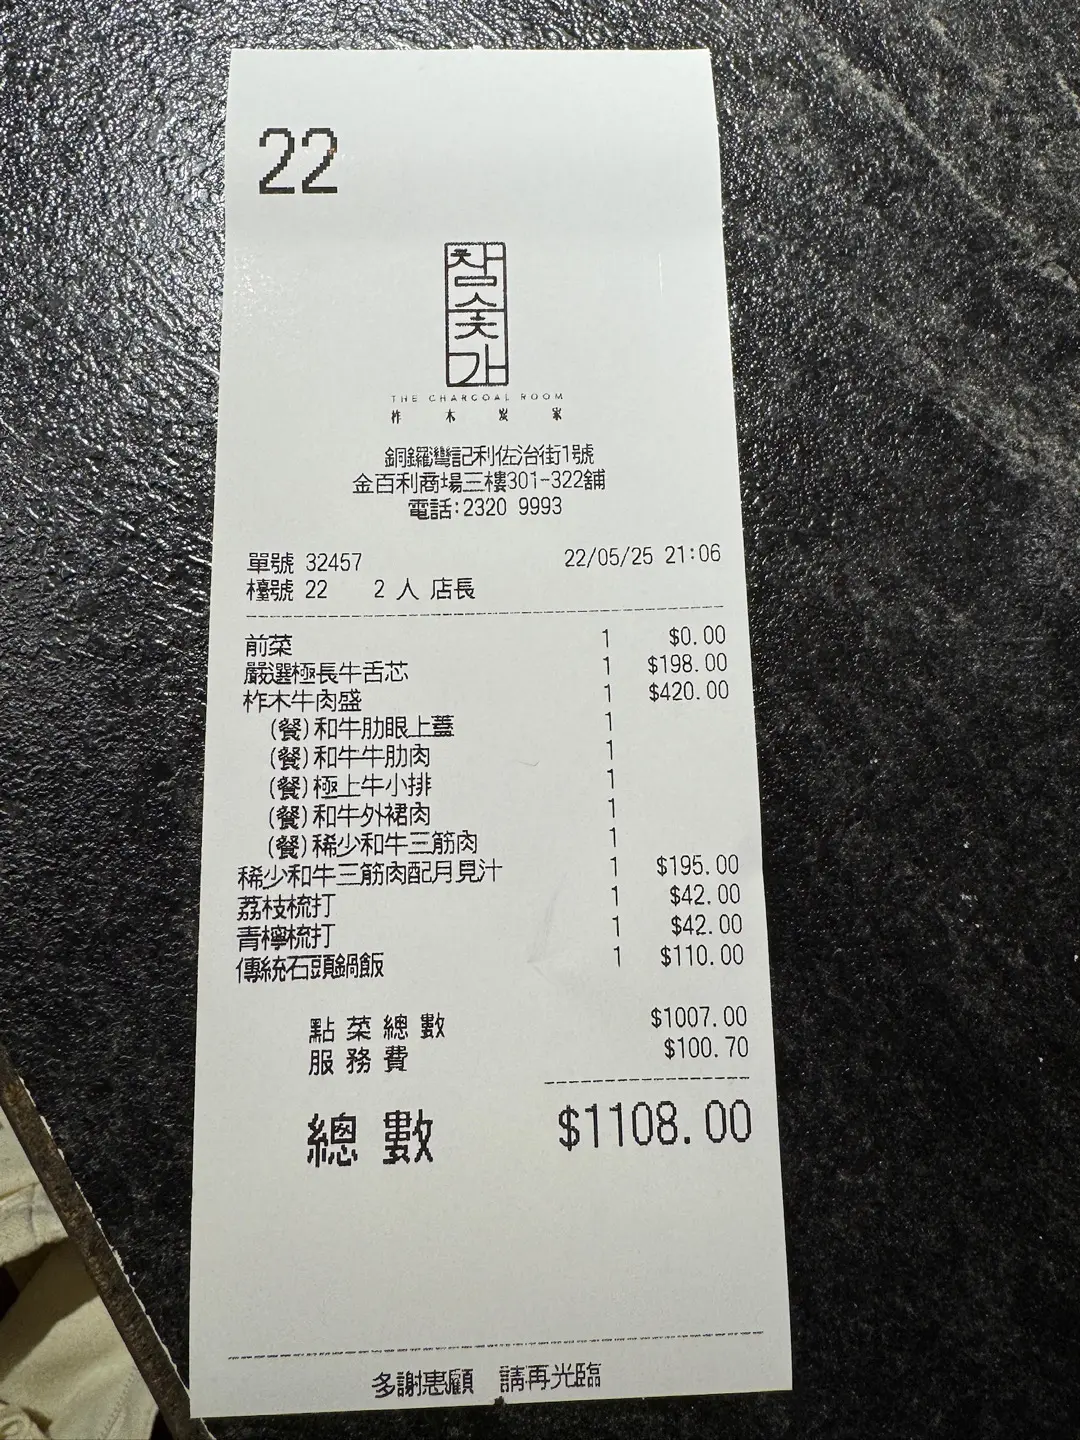 22
참숯가
THE CHARCOAL ROOM
柞木炭家
銅鑼灣記利佐治街1號
金百利商場三樓301-322舖
電話:2320 9993
單號 32457 22/05/25 21:06
檯號 22 2 人 店長
前菜 1 $0.00
嚴選極長牛舌芯 1 $198.00
柞木牛肉盛 1 $420.00
(餐)和牛肋眼上蓋 1
(餐)和牛牛肋肉 1
(餐)極上牛小排 1
(餐)和牛外裙肉 1
(餐)稀少和牛三筋肉 1
稀少和牛三筋肉配月見汁 1 $195.00
荔枝梳打 1 $42.00
青檸梳打 1 $42.00
傳統石頭鍋飯 1 $110.00
點菜總數 $1007.00
服務費 $100.70
總數 $1108.00
多謝惠顧 請再光臨